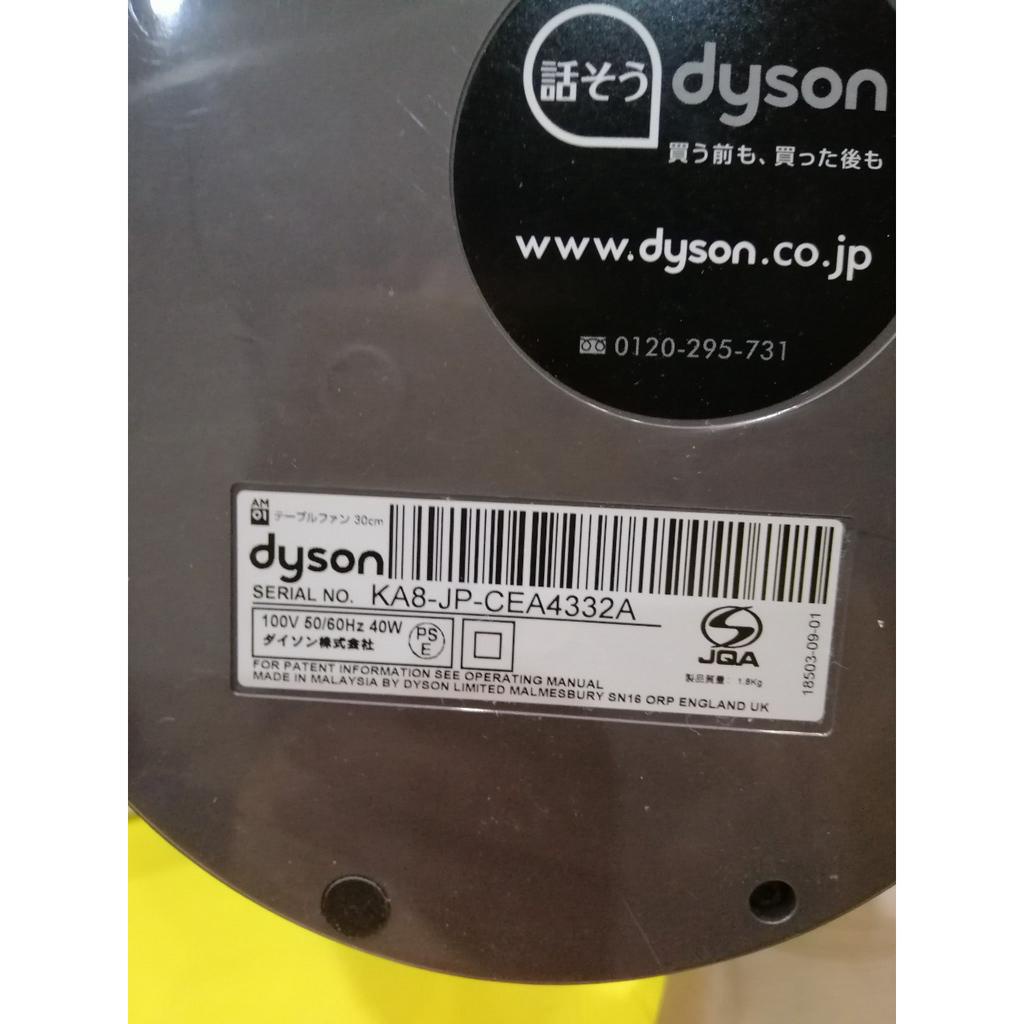 話そう dyson
買う前も、買った後も
www.dyson.co.jp
0120-295-731
AM
01 テーブルファン 30cm
dyson
SERIAL NO. KA8-JP-CEA4332A
100V 50/60Hz 40W
ダイソン株式会社
PS
E
JQA
製品質量: 1.8Kg
FOR PATENT INFORMATION SEE OPERATING MANUAL
MADE IN MALAYSIA BY DYSON LIMITED MALMESBURY SN16 ORP ENGLAND UK
18503-09-01